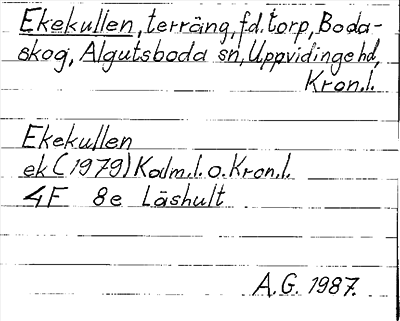 Ekekullen, terräng, f.d. torp, Boda-
skog, Algutsboda sn, Uppvidinge hd,
Kron.l.
Ekekullen
ek (1979) Kalm.l. o. Kron.l.
4F 8e Läshult
A.G. 1987.